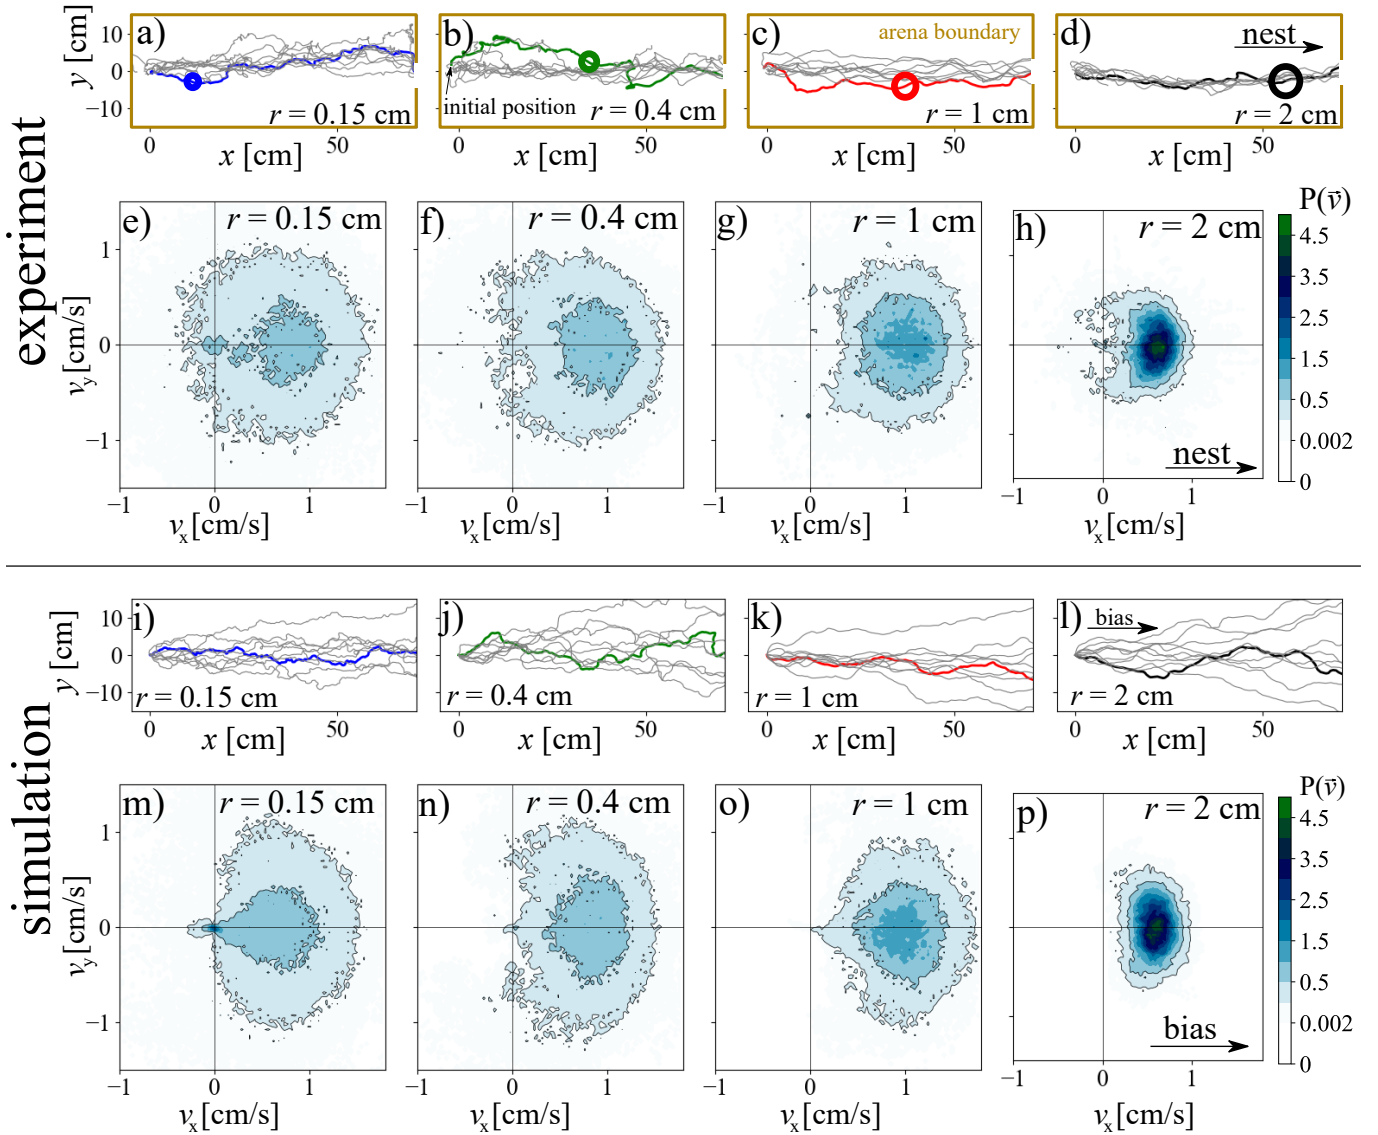 experiment
y [cm]
10
0
−10
a)
r = 0.15 cm
0
50
x [cm]
b)
initial position
r = 0.4 cm
0
50
x [cm]
c)
arena boundary
r = 1 cm
0
50
x [cm]
d)
nest
r = 2 cm
0
50
x [cm]
v_y [cm/s]
1
0
−1
e)
r = 0.15 cm
−1
0
1
v_x [cm/s]
f)
r = 0.4 cm
−1
0
1
v_x [cm/s]
g)
r = 1 cm
−1
0
1
v_x [cm/s]
h)
r = 2 cm
nest
−1
0
1
v_x [cm/s]
P(v⃗)
4.5
3.5
2.5
1.5
0.5
0.002
0
simulation
y [cm]
10
0
−10
i)
r = 0.15 cm
0
50
x [cm]
j)
r = 0.4 cm
0
50
x [cm]
k)
r = 1 cm
0
50
x [cm]
l)
bias
r = 2 cm
0
50
x [cm]
v_y [cm/s]
1
0
−1
m)
r = 0.15 cm
−1
0
1
v_x [cm/s]
n)
r = 0.4 cm
−1
0
1
v_x [cm/s]
o)
r = 1 cm
−1
0
1
v_x [cm/s]
p)
r = 2 cm
bias
−1
0
1
v_x [cm/s]
P(v⃗)
4.5
3.5
2.5
1.5
0.5
0.002
0